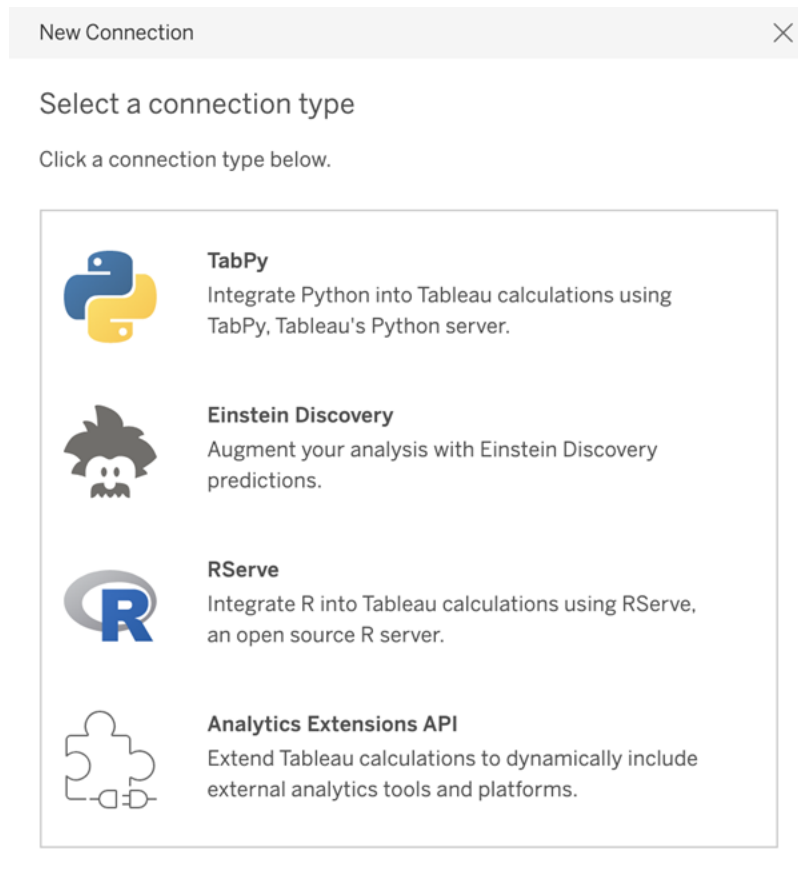 New Connection
Select a connection type
Click a connection type below.
TabPy
Integrate Python into Tableau calculations using
TabPy, Tableau's Python server.
Einstein Discovery
Augment your analysis with Einstein Discovery
predictions.
RServe
Integrate R into Tableau calculations using RServe,
an open source R server.
Analytics Extensions API
Extend Tableau calculations to dynamically include
external analytics tools and platforms.